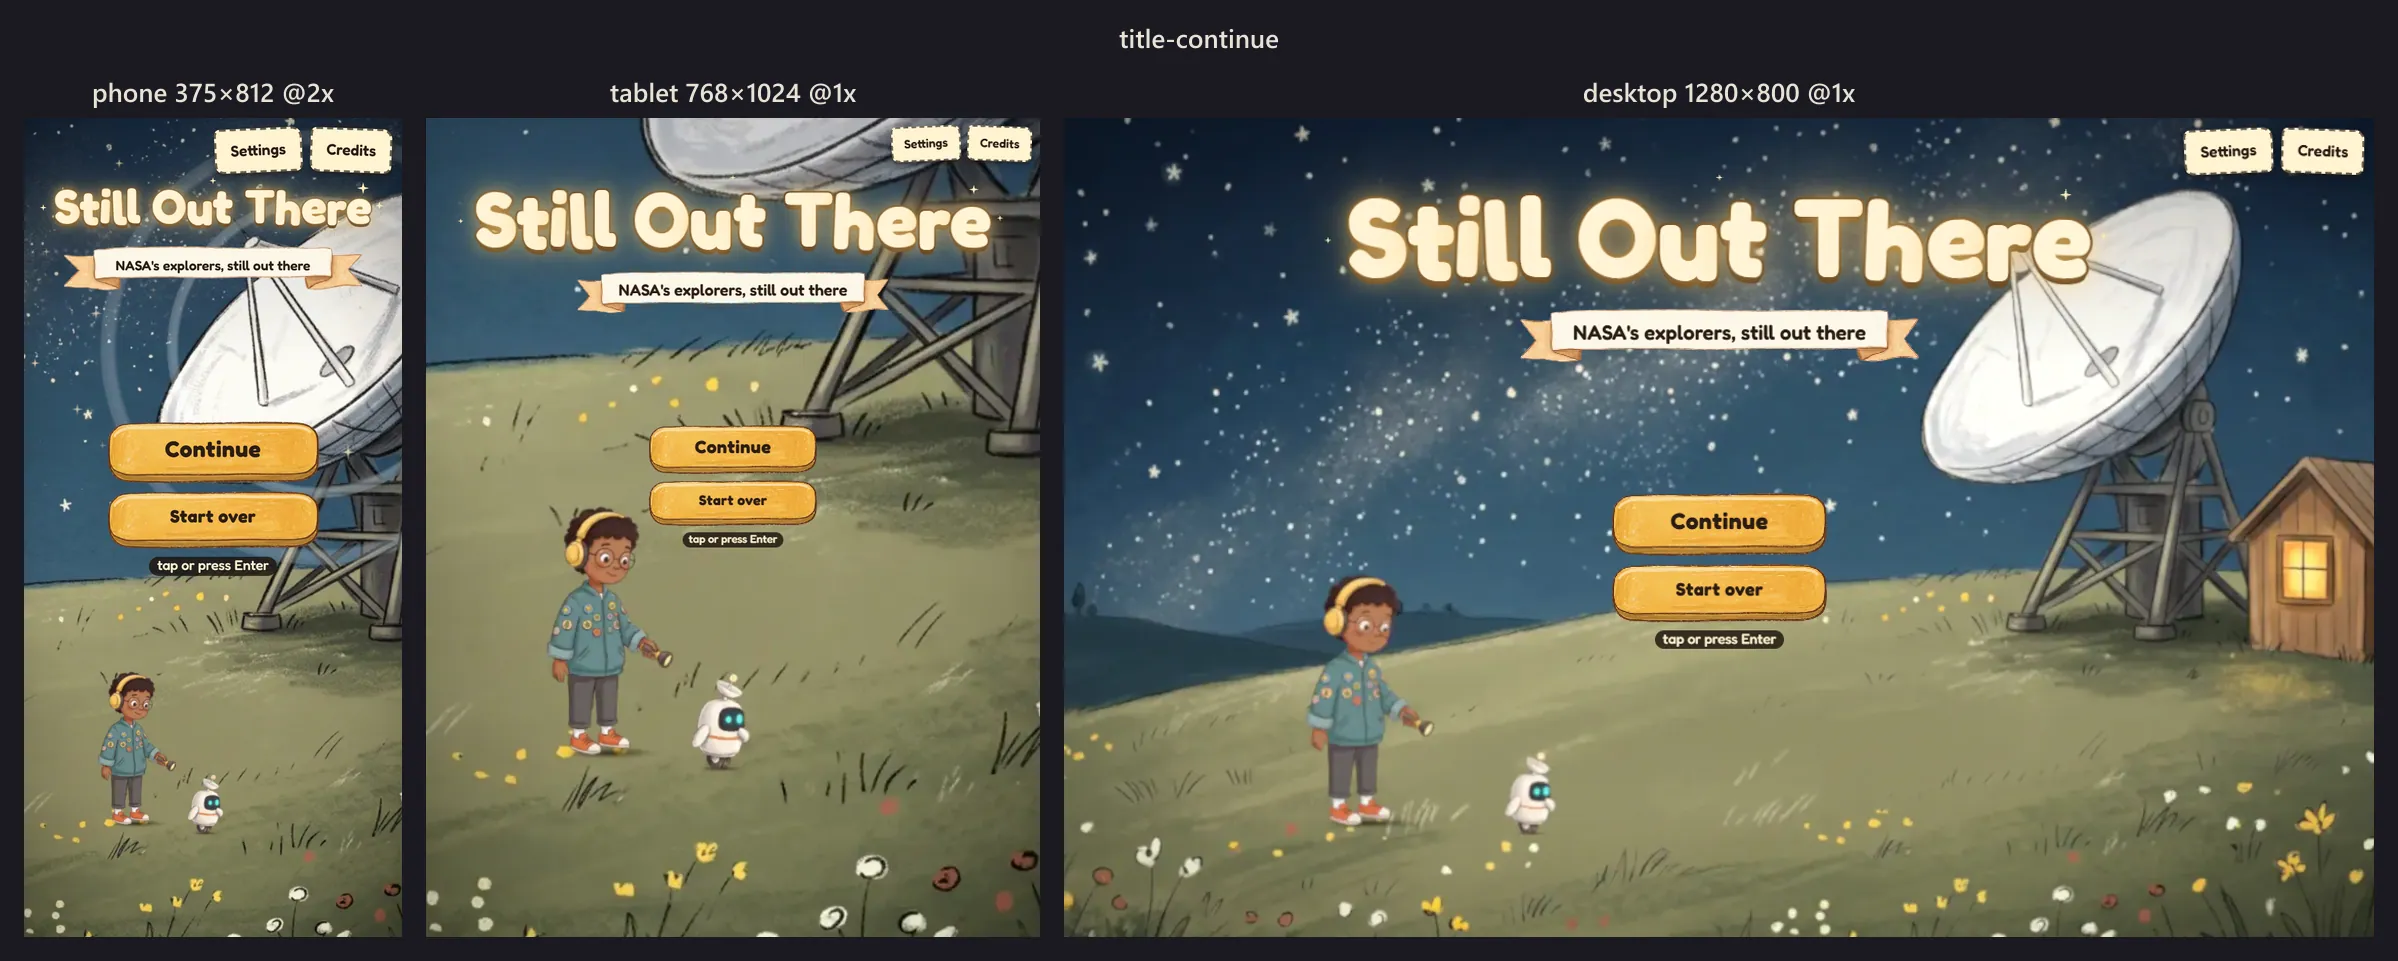 title-continue
phone 375×812 @2x
Settings
Credits
Still Out There
NASA's explorers, still out there
Continue
Start over
tap or press Enter
tablet 768×1024 @1x
Settings
Credits
Still Out There
NASA's explorers, still out there
Continue
Start over
tap or press Enter
desktop 1280×800 @1x
Settings
Credits
Still Out There
NASA's explorers, still out there
Continue
Start over
tap or press Enter